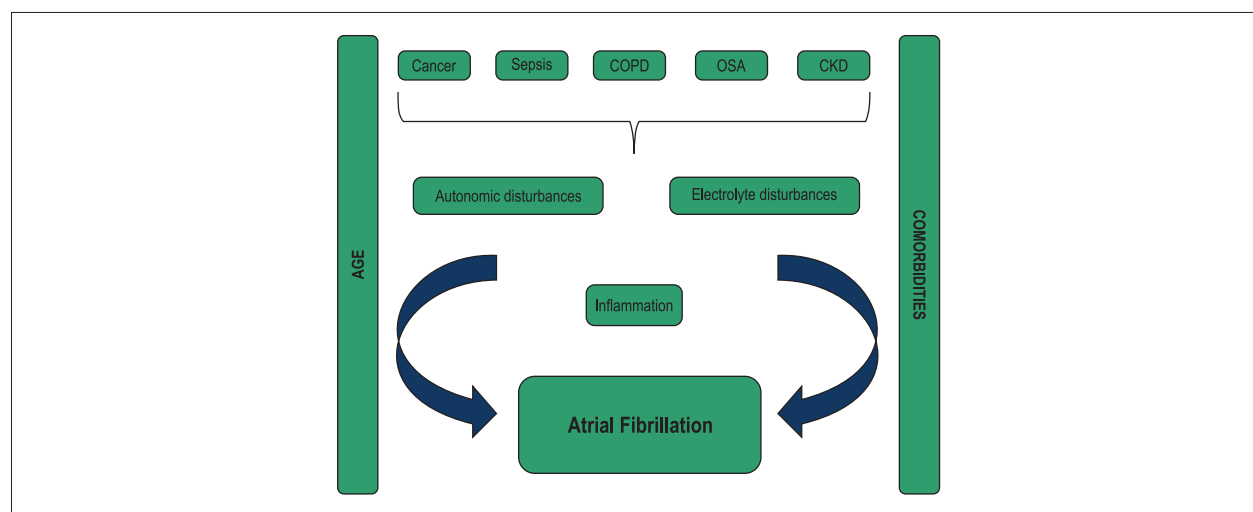 Cancer
Sepsis
COPD
OSA
CKD
Autonomic disturbances
Electrolyte disturbances
AGE
COMORBIDITIES
Inflammation
Atrial Fibrillation